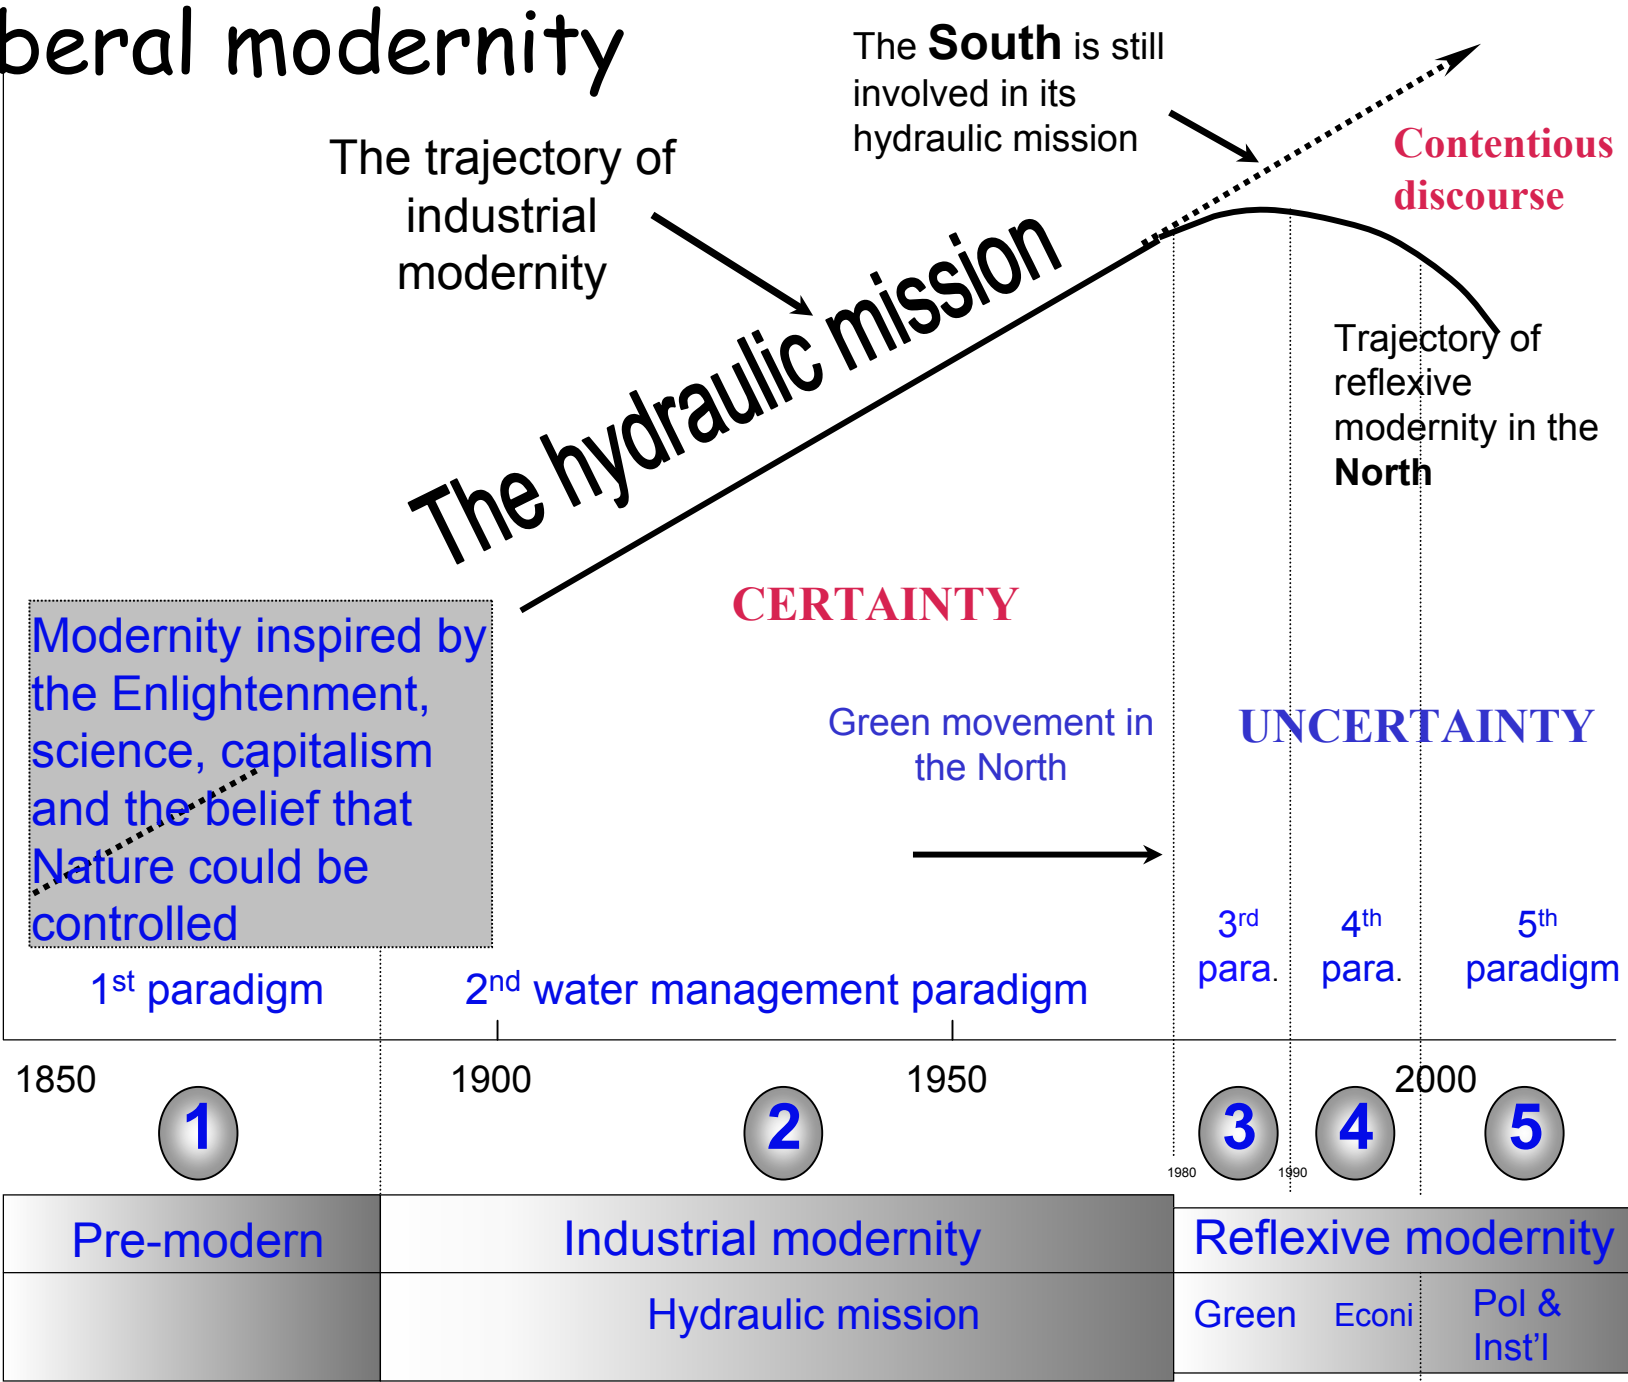 beral modernity
The South is still
involved in its
hydraulic mission
The trajectory of
industrial
modernity
Contentious
discourse
The hydraulic mission
Trajectory of
reflexive
modernity in the
North
CERTAINTY
Modernity inspired by
the Enlightenment,
science, capitalism
and the belief that
Nature could be
controlled
Green movement in
the North
UNCERTAINTY
1st paradigm
2nd water management paradigm
3rd
para.
4th
para.
5th
paradigm
1850
1900
1950
2000
1
2
3
4
5
1980
1990
Pre-modern
Industrial modernity
Reflexive modernity
Hydraulic mission
Green
Econi
Pol &
Inst'l